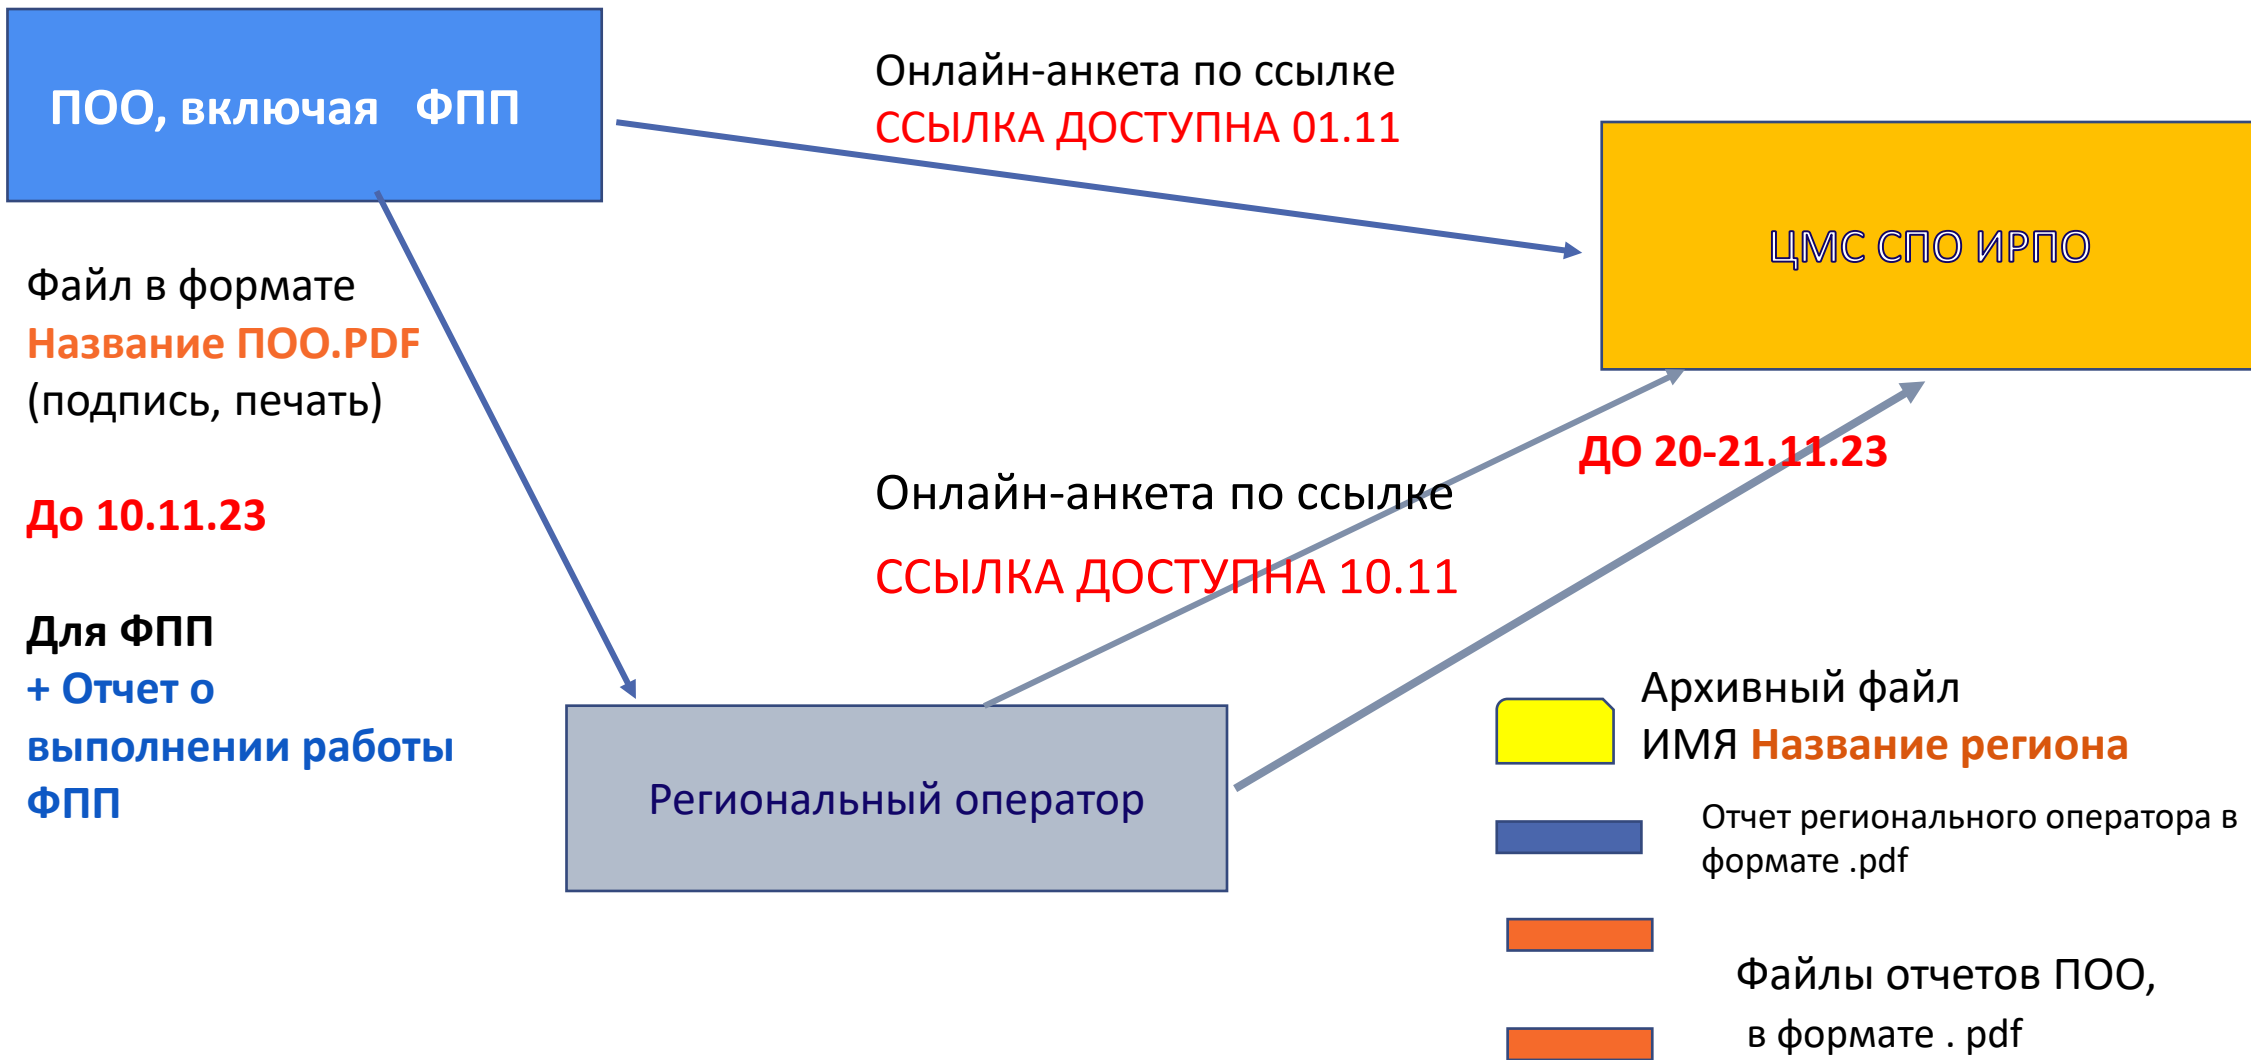 ПОО, включая ФПП
Онлайн-анкета по ссылке
ССЫЛКА ДОСТУПНА 01.11
ЦМС СПО ИРПО
Файл в формате
Название ПОО.PDF
(подпись, печать)
До 10.11.23
Для ФПП
+ Отчет о
выполнении работы
ФПП
ДО 20-21.11.23
Онлайн-анкета по ссылке
ССЫЛКА ДОСТУПНА 10.11
Региональный оператор
Архивный файл
ИМЯ Название региона
Отчет регионального оператора в
формате .pdf
Файлы отчетов ПОО,
в формате . pdf